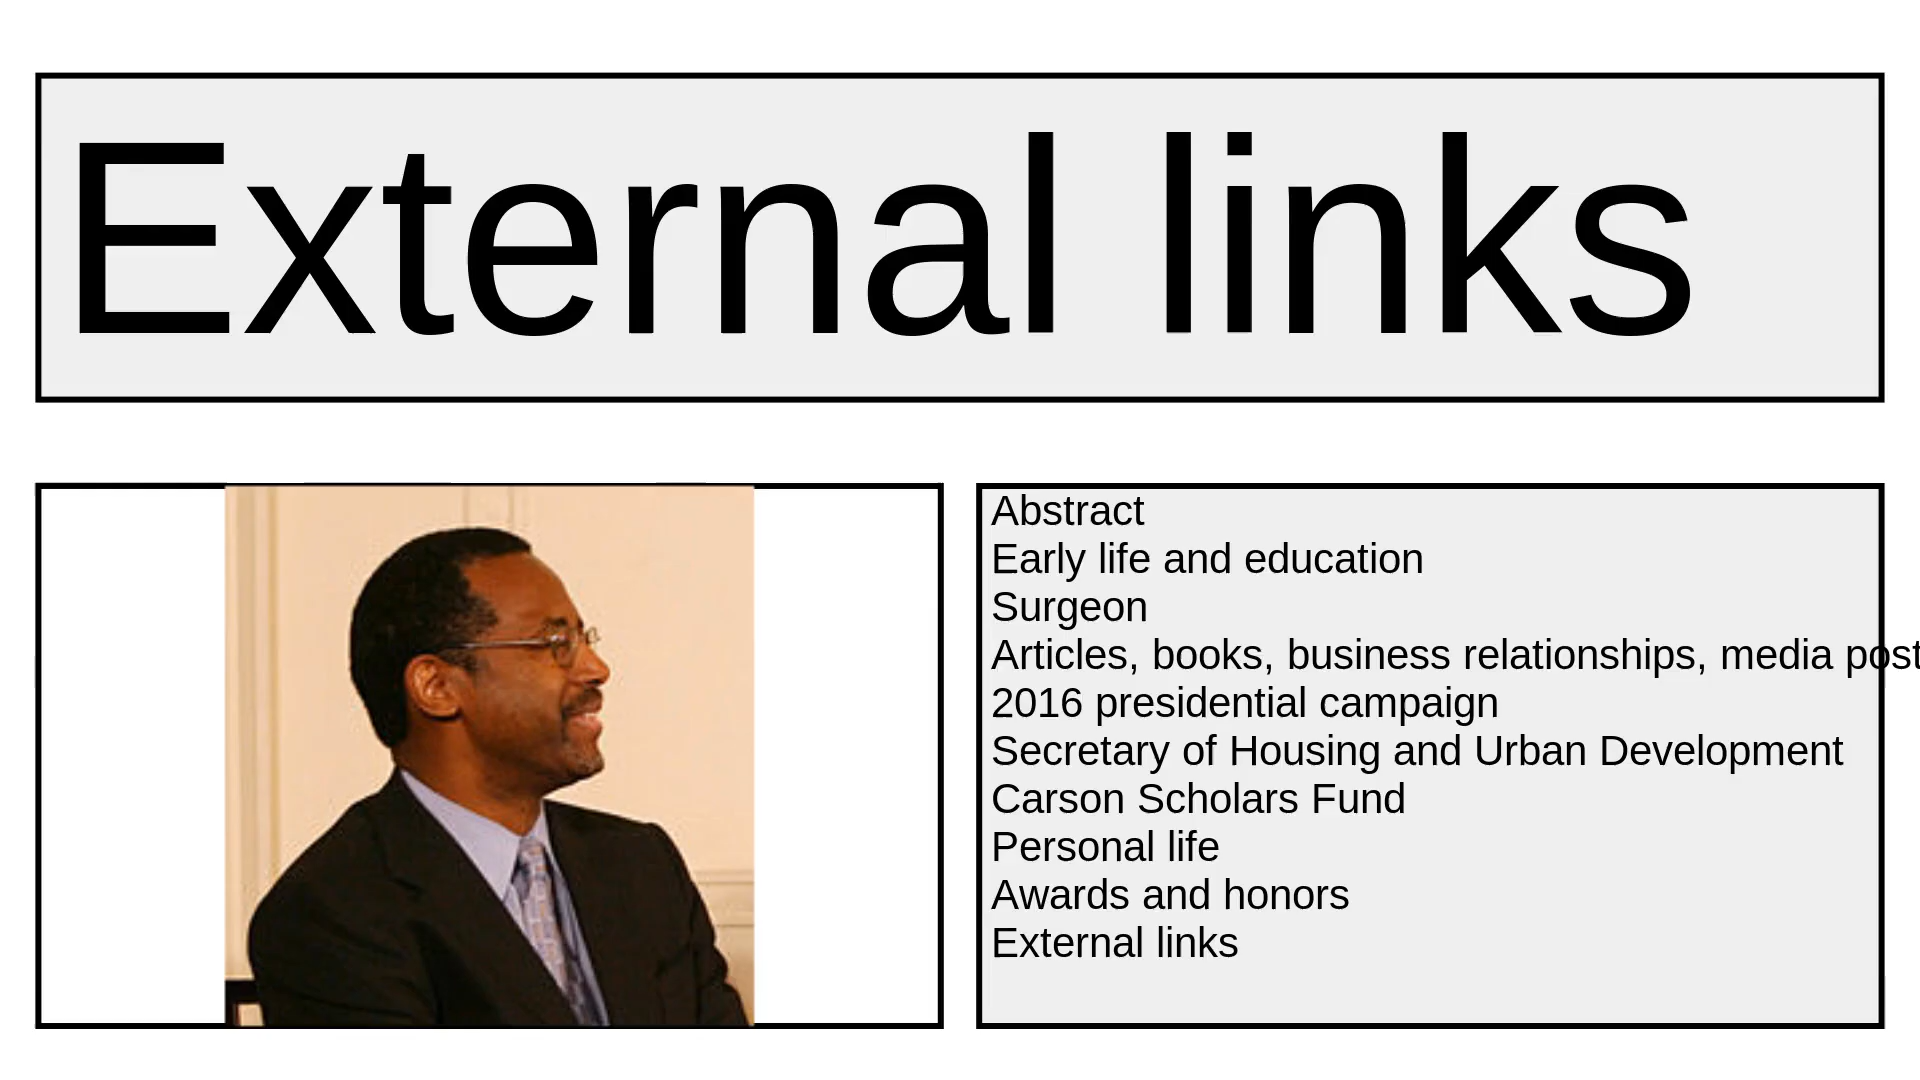 External links
Abstract
Early life and education
Surgeon
Articles, books, business relationships, media post
2016 presidential campaign
Secretary of Housing and Urban Development
Carson Scholars Fund
Personal life
Awards and honors
External links